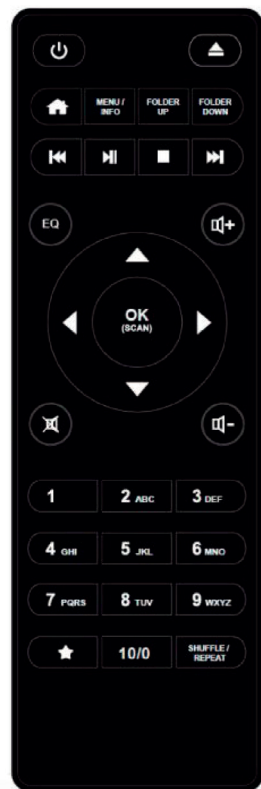 MENU / INFO
FOLDER UP
FOLDER DOWN
EQ
OK
(SCAN)
1
2 ABC
3 DEF
4 GHI
5 JKL
6 MNO
7 PQRS
8 TUV
9 WXYZ
10/0
SHUFFLE / REPEAT